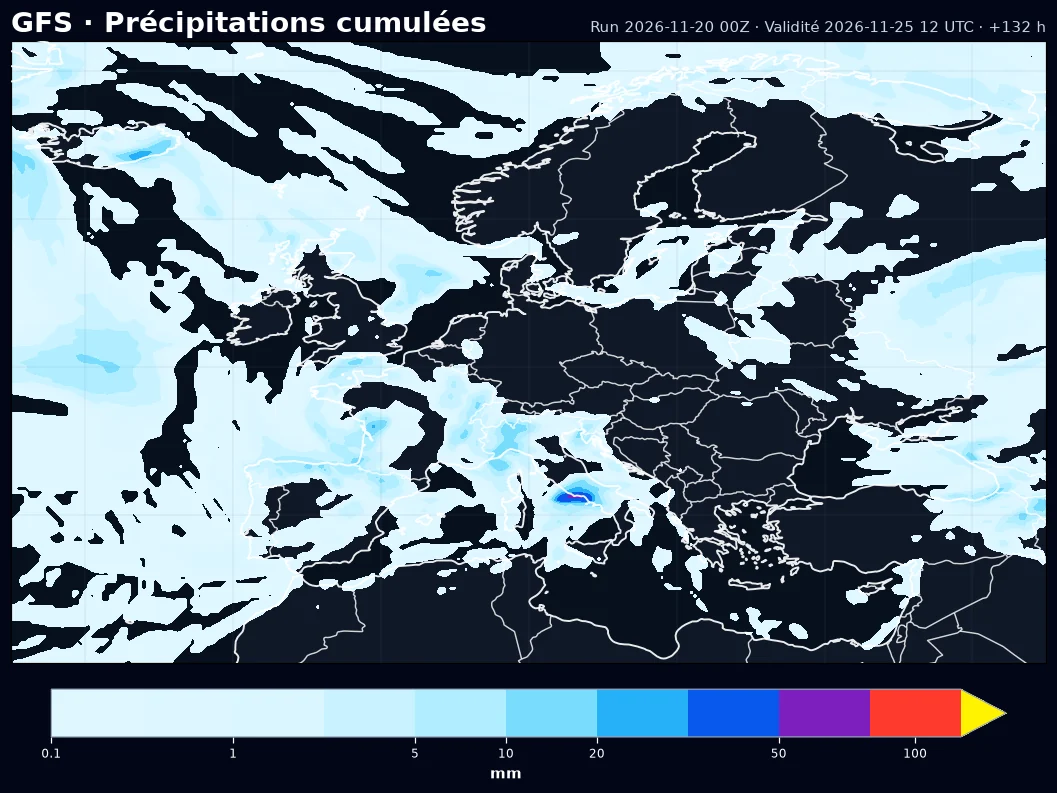 GFS · Précipitations cumulées
Run 2026-11-20 00Z · Validité 2026-11-25 12 UTC · +132 h
0.1 1 5 10 20 50 100
mm